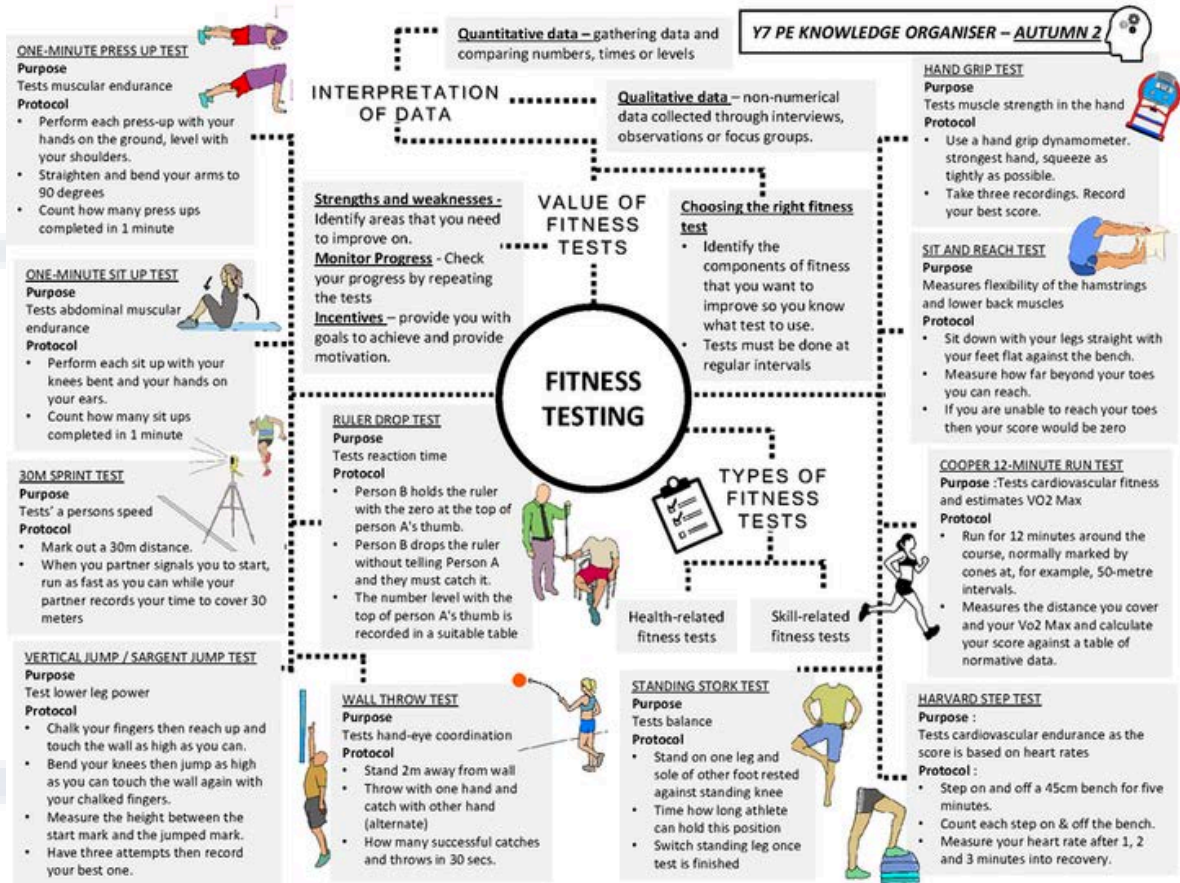 Y7 PE KNOWLEDGE ORGANISER – AUTUMN 2
ONE-MINUTE PRESS UP TEST
Purpose
Tests muscular endurance
Protocol
• Perform each press-up with your
hands on the ground, level with
your shoulders.
• Straighten and bend your arms to
90 degrees
• Count how many press ups
completed in 1 minute
ONE-MINUTE SIT UP TEST
Purpose
Tests abdominal muscular
endurance
Protocol
• Perform each sit up with your
knees bent and your hands on
your ears.
• Count how many sit ups
completed in 1 minute
30M SPRINT TEST
Purpose
Tests' a persons speed
Protocol
• Mark out a 30m distance.
• When you partner signals you to start,
run as fast as you can while your
partner records your time to cover 30
meters
VERTICAL JUMP / SARGENT JUMP TEST
Purpose
Test lower leg power
Protocol
• Chalk your fingers then reach up and
touch the wall as high as you can.
• Bend your knees then jump as high
as you can touch the wall again with
your chalked fingers.
• Measure the height between the
start mark and the jumped mark.
• Have three attempts then record
your best one.
INTERPRETATION
OF DATA
Quantitative data – gathering data and
comparing numbers, times or levels
Qualitative data – non-numerical
data collected through interviews,
observations or focus groups.
VALUE OF
FITNESS
TESTS
Strengths and weaknesses -
Identify areas that you need
to improve on.
Monitor Progress - Check
your progress by repeating
the tests
Incentives – provide you with
goals to achieve and provide
motivation.
Choosing the right fitness
test
• Identify the
components of fitness
that you want to
improve so you know
what test to use.
• Tests must be done at
regular intervals
FITNESS
TESTING
RULER DROP TEST
Purpose
Tests reaction time
Protocol
• Person B holds the ruler
with the zero at the top of
person A's thumb.
• Person B drops the ruler
without telling Person A
and they must catch it.
• The number level with the
top of person A's thumb is
recorded in a suitable table
TYPES OF
FITNESS
TESTS
Health-related
fitness tests
Skill-related
fitness tests
WALL THROW TEST
Purpose
Tests hand-eye coordination
Protocol
• Stand 2m away from wall
• Throw with one hand and
catch with other hand
(alternate)
• How many successful catches
and throws in 30 secs.
STANDING STORK TEST
Purpose
Tests balance
Protocol
• Stand on one leg and
sole of other foot rested
against standing knee
• Time how long athlete
can hold this position
• Switch standing leg once
test is finished
HAND GRIP TEST
Purpose
Tests muscle strength in the hand
Protocol
• Use a hand grip dynamometer.
strongest hand, squeeze as
tightly as possible.
• Take three recordings. Record
your best score.
SIT AND REACH TEST
Purpose
Measures flexibility of the hamstrings
and lower back muscles
Protocol
• Sit down with your legs straight with
your feet flat against the bench.
• Measure how far beyond your toes
you can reach.
• If you are unable to reach your toes
then your score would be zero
COOPER 12-MINUTE RUN TEST
Purpose :Tests cardiovascular fitness
and estimates VO2 Max
Protocol
• Run for 12 minutes around the
course, normally marked by
cones at, for example, 50-metre
intervals.
• Measures the distance you cover
and your Vo2 Max and calculate
your score against a table of
normative data.
HARVARD STEP TEST
Purpose :
Tests cardiovascular endurance as the
score is based on heart rates
Protocol :
• Step on and off a 45cm bench for five
minutes.
• Count each step on & off the bench.
• Measure your heart rate after 1, 2
and 3 minutes into recovery.